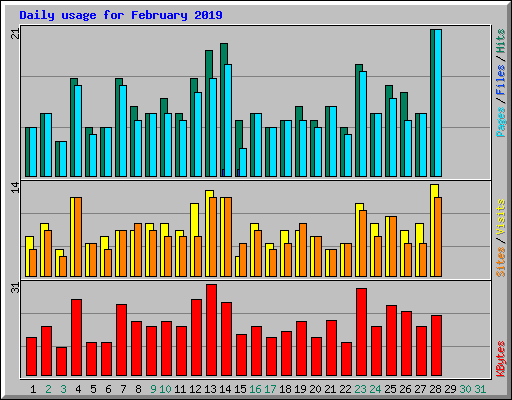 Daily usage for February 2019
21
Pages / Files / Hits
14
Sites / Visits
31
KBytes
1 2 3 4 5 6 7 8 9 10 11 12 13 14 15 16 17 18 19 20 21 22 23 24 25 26 27 28 29 30 31